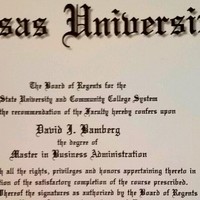 sas Universi
The Board of Regents for the
State University and Community College System
the recommendation of the Faculty hereby confers upon
David J. Bamberg
the degree of
Master in Business Administration
h all the rights, privileges and honors appertaining thereto in
tion of the satisfactory completion of the course prescribed.
Whereof the signatures as authorized by the Board of Regents